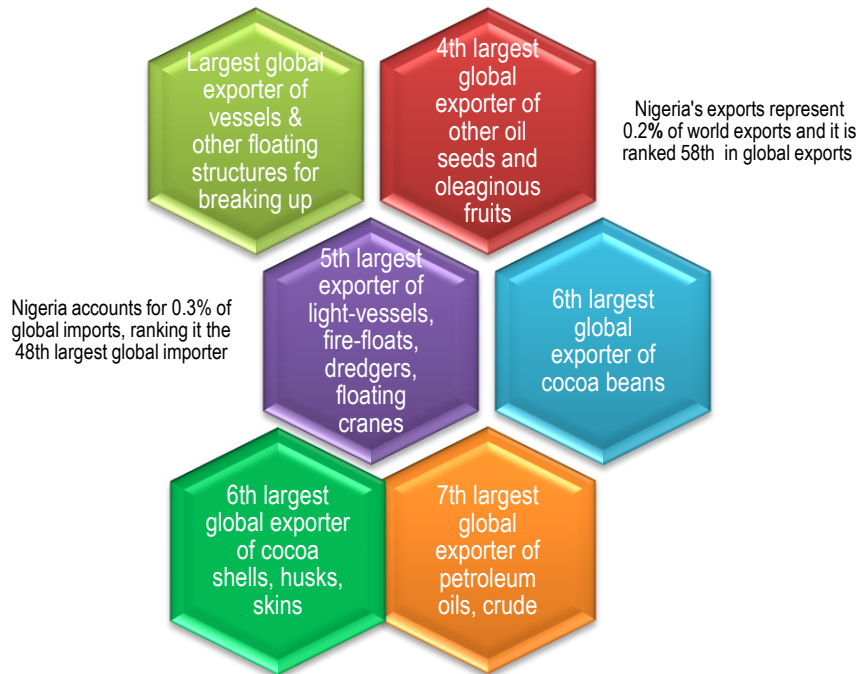 Largest global
exporter of
vessels &
other floating
structures for
breaking up
4th largest
global
exporter of
other oil
seeds and
oleaginous
fruits
Nigeria's exports represent
0.2% of world exports and it is
ranked 58th in global exports
Nigeria accounts for 0.3% of
global imports, ranking it the
48th largest global importer
5th largest
exporter of
light-vessels,
fire-floats,
dredgers,
floating
cranes
6th largest
global
exporter of
cocoa beans
6th largest
global exporter
of cocoa
shells, husks,
skins
7th largest
global
exporter of
petroleum
oils, crude